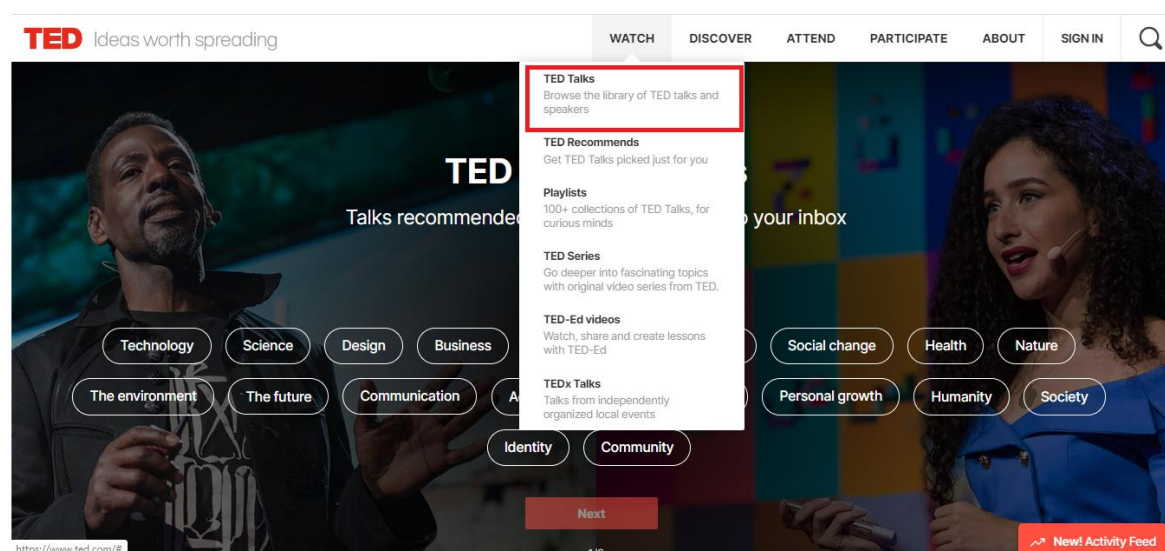 TED Ideas worth spreading
WATCH DISCOVER ATTEND PARTICIPATE ABOUT SIGN IN
TED Talks
Browse the library of TED talks and
speakers
TED Recommends
Get TED Talks picked just for you
Playlists
100+ collections of TED Talks, for
curious minds
TED Series
Go deeper into fascinating topics
with original video series from TED.
TED-Ed videos
Watch, share and create lessons
with TED-Ed
TEDx Talks
Talks from independently
organized local events
TED
Talks recommended your inbox
Technology Science Design Business Social change Health Nature
The environment The future Communication Personal growth Humanity Society
Identity Community
Next
New! Activity Feed
https://www.ted.com/#